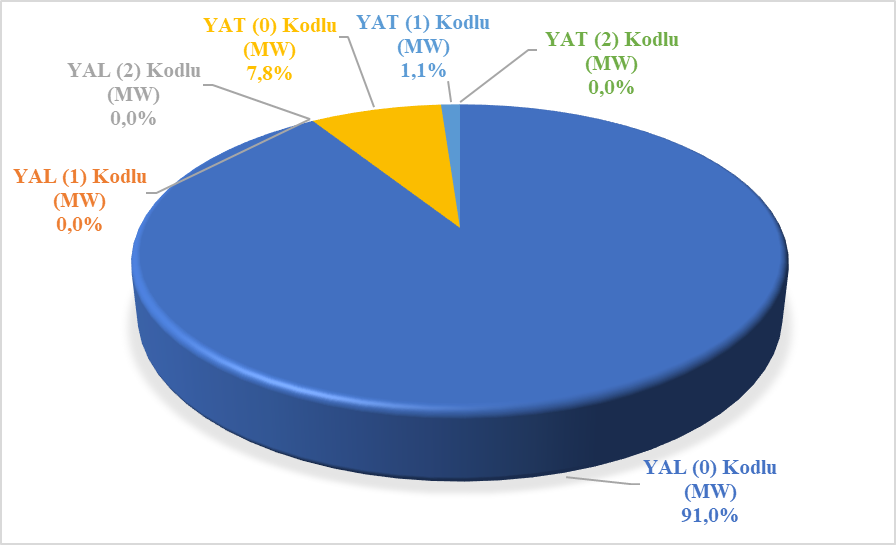 YAT (0) Kodlu
(MW)
7,8%
YAT (1) Kodlu
(MW)
1,1%
YAT (2) Kodlu
(MW)
0,0%
YAL (2) Kodlu
(MW)
0,0%
YAL (1) Kodlu
(MW)
0,0%
YAL (0) Kodlu
(MW)
91,0%